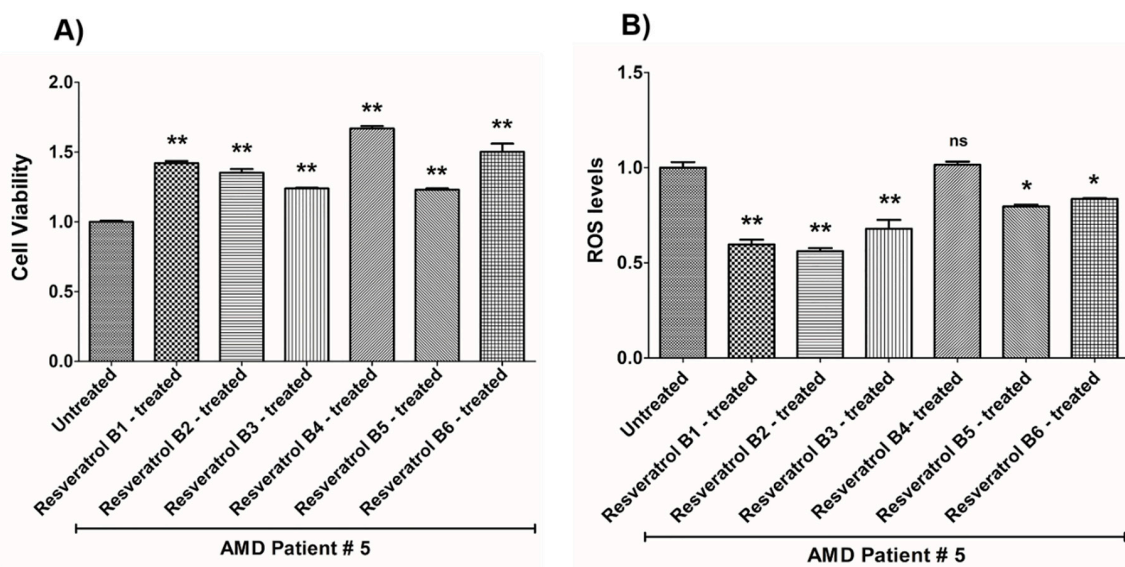 A)
Cell Viability
2.0
1.5
1.0
0.5
0.0
**
**
**
**
**
**
Untreated
Resveratrol B1 - treated
Resveratrol B2 - treated
Resveratrol B3 - treated
Resveratrol B4 - treated
Resveratrol B5 - treated
Resveratrol B6 - treated
AMD Patient # 5
B)
ROS levels
1.5
1.0
0.5
0.0
**
**
**
ns
*
*
Untreated
Resveratrol B1 - treated
Resveratrol B2 - treated
Resveratrol B3 - treated
Resveratrol B4- treated
Resveratrol B5 - treated
Resveratrol B6 - treated
AMD Patient # 5